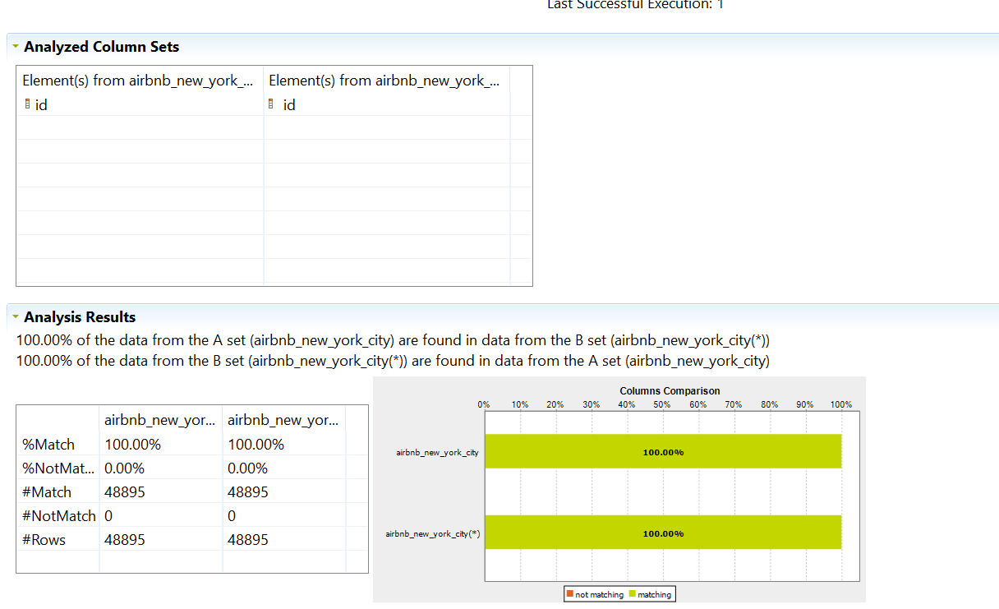 Last Successful Execution: 1
Analyzed Column Sets
Element(s) from airbnb_new_york_... Element(s) from airbnb_new_york_...
id id
Analysis Results
100.00% of the data from the A set (airbnb_new_york_city) are found in data from the B set (airbnb_new_york_city(*))
100.00% of the data from the B set (airbnb_new_york_city(*)) are found in data from the A set (airbnb_new_york_city)
airbnb_new_yor... airbnb_new_yor...
%Match 100.00% 100.00%
%NotMat... 0.00% 0.00%
#Match 48895 48895
#NotMatch 0 0
#Rows 48895 48895
Columns Comparison
0% 10% 20% 30% 40% 50% 60% 70% 80% 90% 100%
airbnb_new_york_city 100.00%
airbnb_new_york_city(*) 100.00%
not matching matching